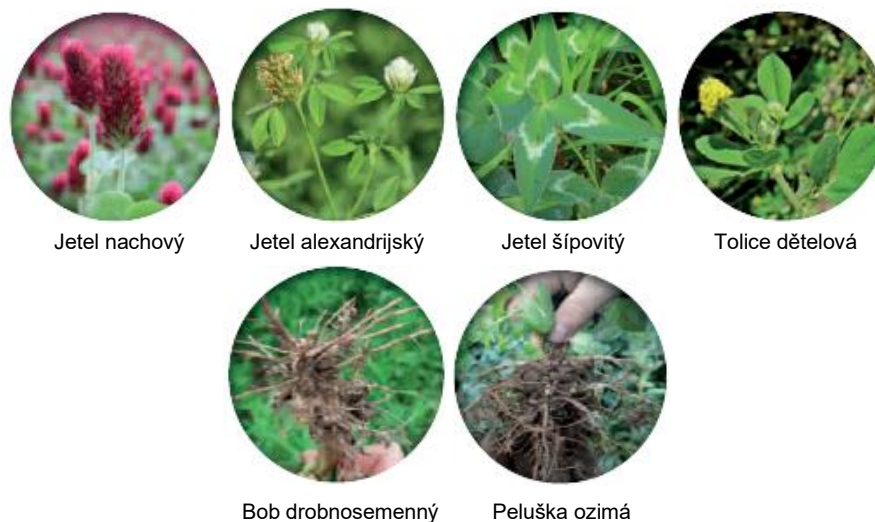 Jetel nachový
Jetel alexandrijský
Jetel šípovitý
Tolice dětelová
Bob drobnosemenný
Peluška ozimá